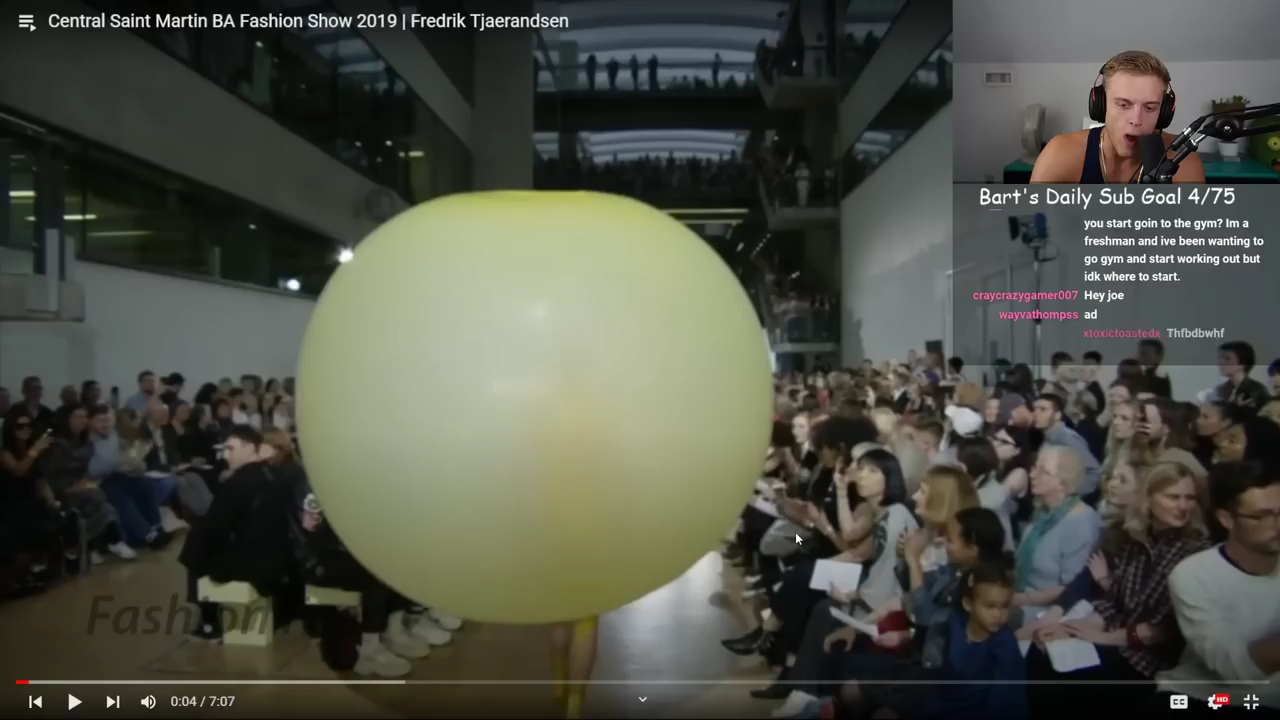 Central Saint Martin BA Fashion Show 2019 | Fredrik Tjaerandsen
Bart's Daily Sub Goal 4/75
you start goin to the gym? Im a
freshman and ive been wanting to
go gym and start working out but
idk where to start.
craycrazygamer007 Hey joe
wayvathompss ad
xtoxictoastedx Thfbdbwhf
0:04 / 7:07
CC
HD